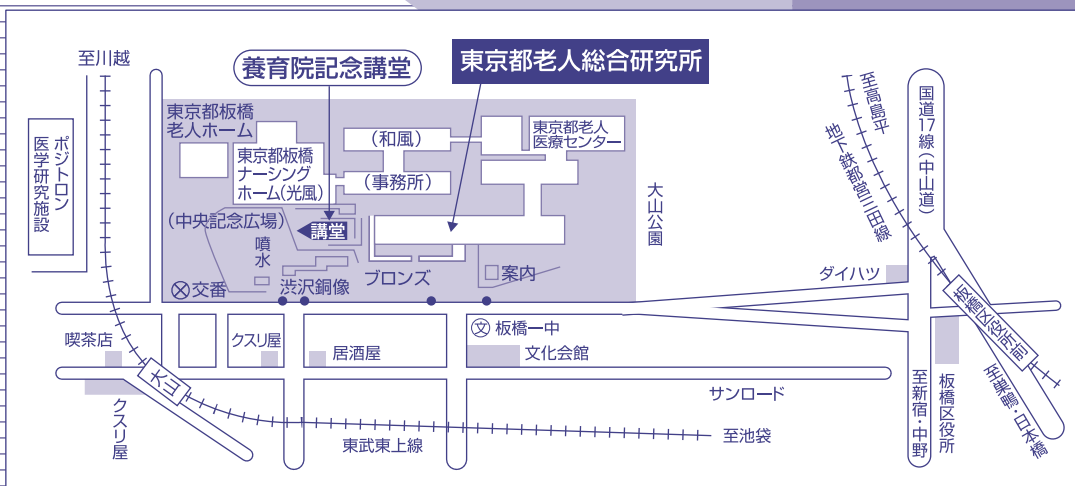 至川越
養育院記念講堂
東京都老人総合研究所
ポジトロン
医学研究施設
東京都板橋
老人ホーム
東京都板橋
ナーシング
ホーム(光風)
(和風)
(事務所)
東京都老人
医療センター
大山公園
(中央記念広場)
講堂
噴水
渋沢銅像
ブロンズ
案内
交番
喫茶店
クスリ屋
居酒屋
文
板橋一中
文化会館
大山
クスリ屋
東武東上線
至池袋
サンロード
至高島平
地下鉄都営三田線
国道17線(中山道)
ダイハツ
板橋区役所前
至新宿・中野
板橋区役所
至巣鴨・日本橋